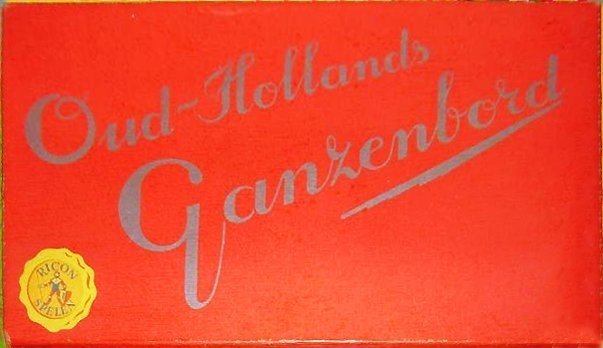 Oud-Hollands
Ganzenbord
RICON
SPELEN